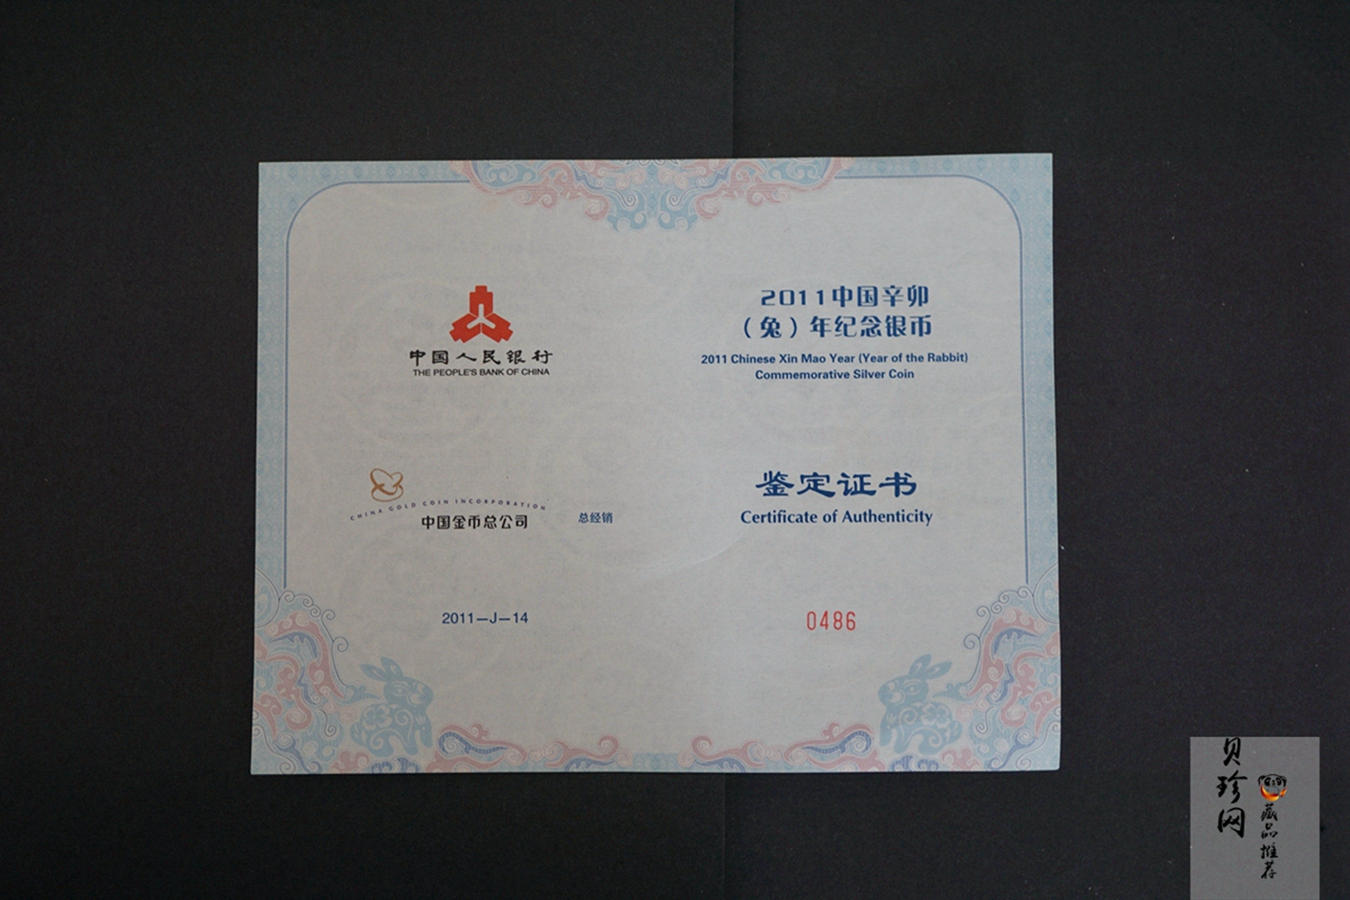 中国人民银行
THE PEOPLE'S BANK OF CHINA
CHINA GOLD COIN INCORPORATION
中国金币总公司
总经销
2011—J—14
2011中国辛卯
（兔）年纪念银币
2011 Chinese Xin Mao Year (Year of the Rabbit)
Commemorative Silver Coin
鉴定证书
Certificate of Authenticity
0486
贝珍网
藏品推荐